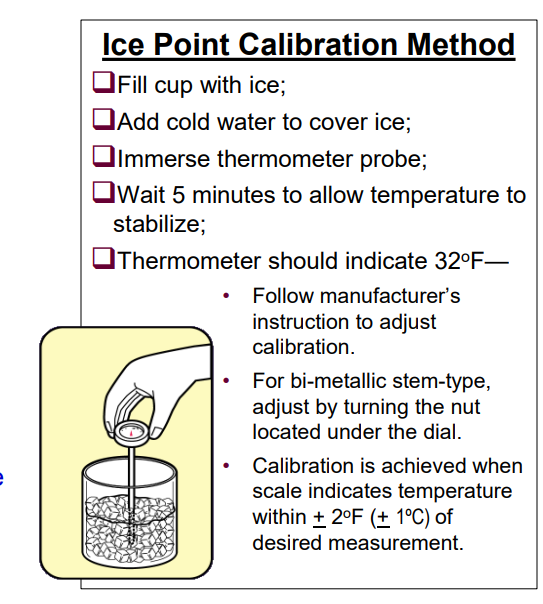 Ice Point Calibration Method
❑Fill cup with ice;
❑Add cold water to cover ice;
❑Immerse thermometer probe;
❑Wait 5 minutes to allow temperature to
stabilize;
❑Thermometer should indicate 32ºF—
• Follow manufacturer’s
instruction to adjust
calibration.
• For bi-metallic stem-type,
adjust by turning the nut
located under the dial.
• Calibration is achieved when
scale indicates temperature
within + 2ºF (+ 1ºC) of
desired measurement.
e